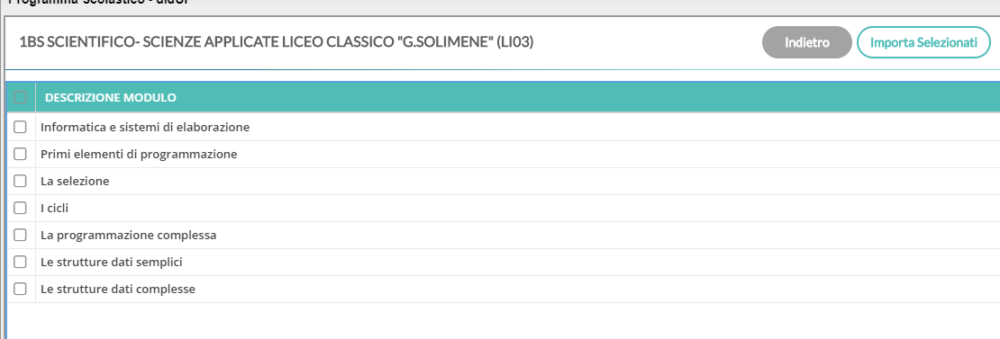 Programma Scolastico - didUP
1BS SCIENTIFICO- SCIENZE APPLICATE LICEO CLASSICO "G.SOLIMENE" (LI03)
Indietro
Importa Selezionati
DESCRIZIONE MODULO
Informatica e sistemi di elaborazione
Primi elementi di programmazione
La selezione
I cicli
La programmazione complessa
Le strutture dati semplici
Le strutture dati complesse